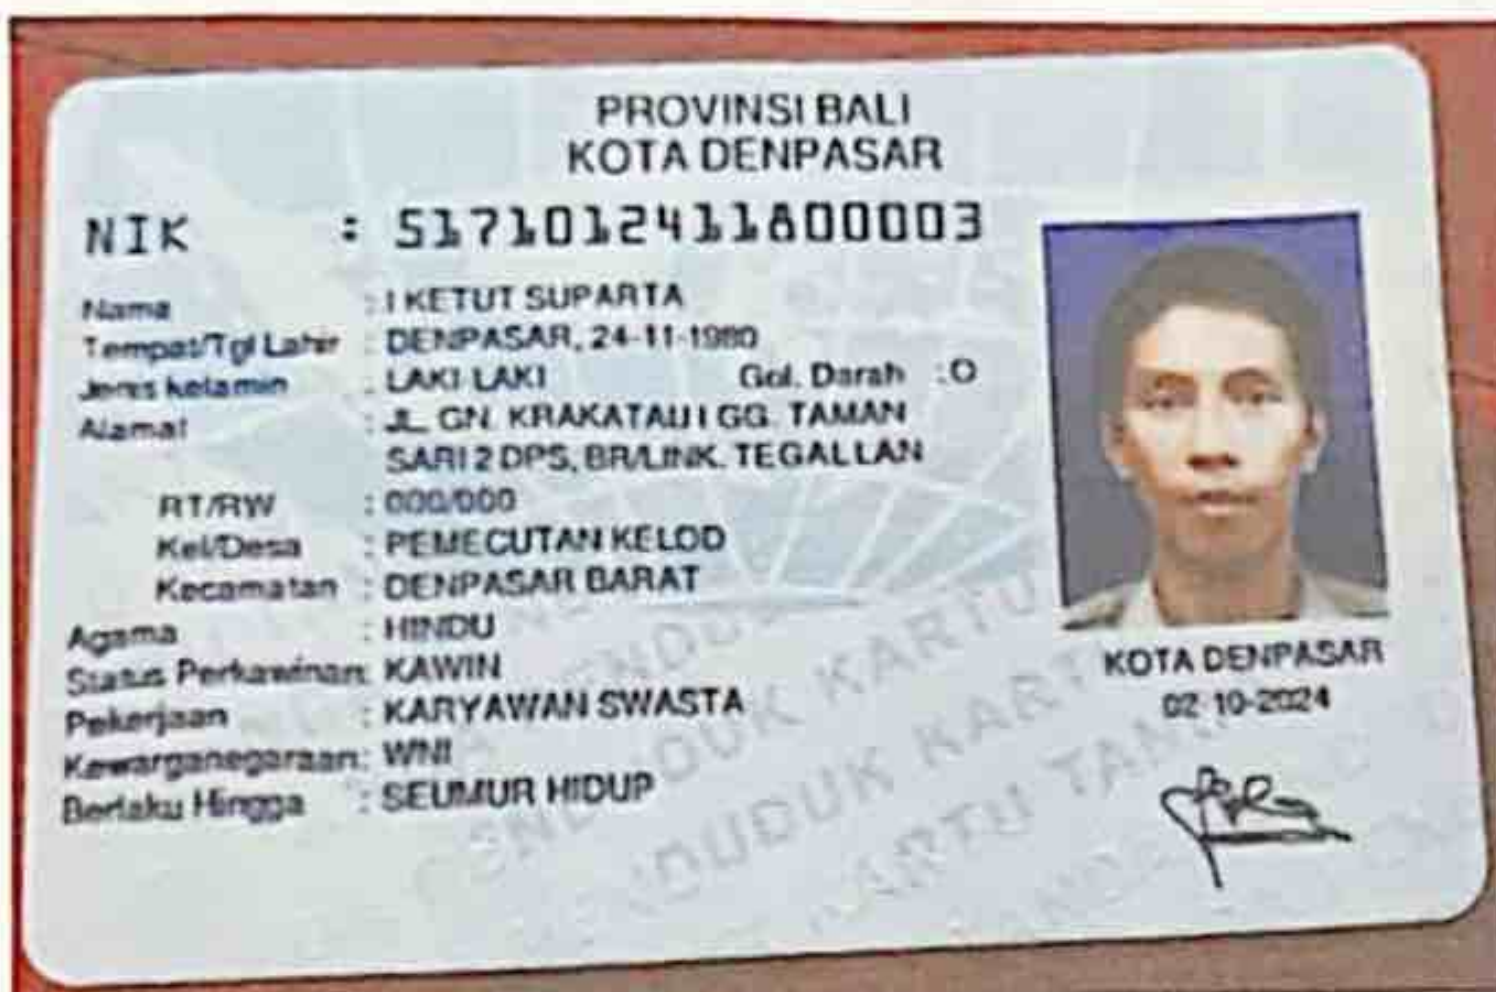 PROVINSI BALI
KOTA DENPASAR
NIK : 5171012411800003
Nama : I KETUT SUPARTA
Tempat/Tgl Lahir : DENPASAR, 24-11-1980
Jenis kelamin : LAKI-LAKI Gol. Darah : O
Alamat : JL. GN. KRAKATAU I GG. TAMAN
SARI 2 DPS, BR/LINK. TEGALLAN
RT/RW : 000/000
Kel/Desa : PEMECUTAN KELOD
Kecamatan : DENPASAR BARAT
Agama : HINDU
Status Perkawinan: KAWIN
Pekerjaan : KARYAWAN SWASTA
Kewarganegaraan: WNI
Berlaku Hingga : SEUMUR HIDUP
KOTA DENPASAR
02-10-2024